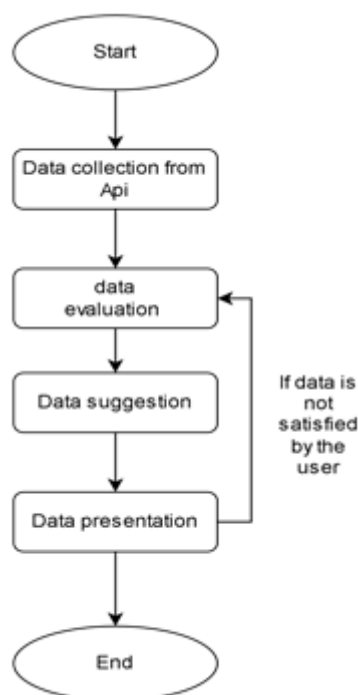 Start
Data collection from
Api
data
evaluation
Data suggestion
If data is
not
satisfied
by the
user
Data presentation
End